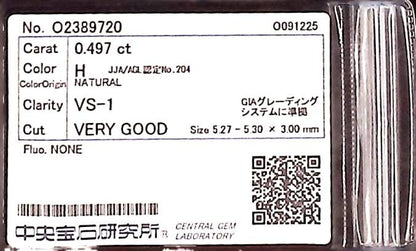 No. O2389720 O091225
Carat 0.497 ct
Color H JJA/AGL認定No.204
ColorOrigin NATURAL
Clarity VS-1 GIAグレーディング
システムに準拠
Cut VERY GOOD Size 5.27 - 5.30 × 3.00 mm
Fluo. NONE
中央宝石研究所 CENTRAL GEM
LABORATORY